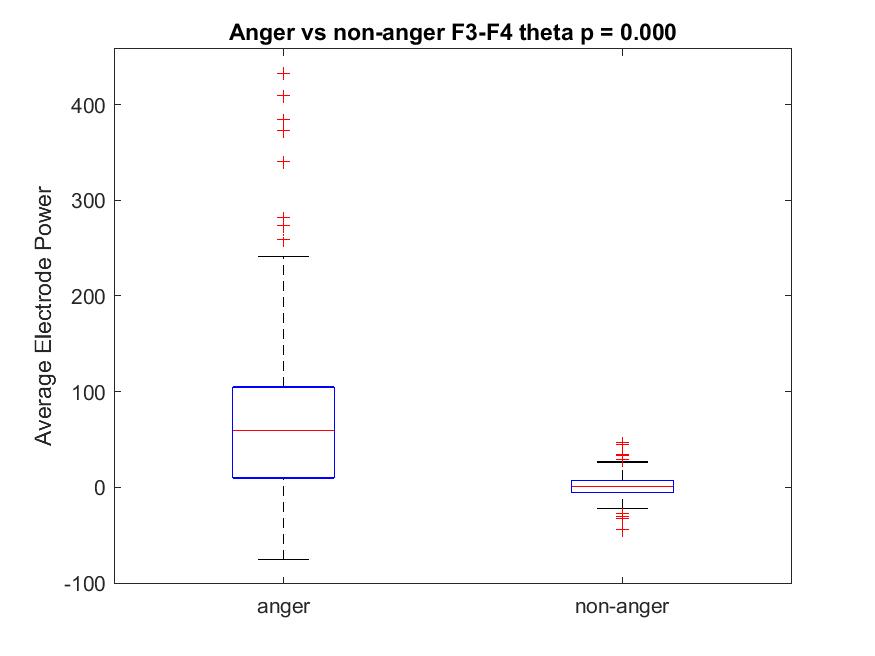 Anger vs non-anger F3-F4 theta p = 0.000
Average Electrode Power
400
300
200
100
0
-100
anger non-anger